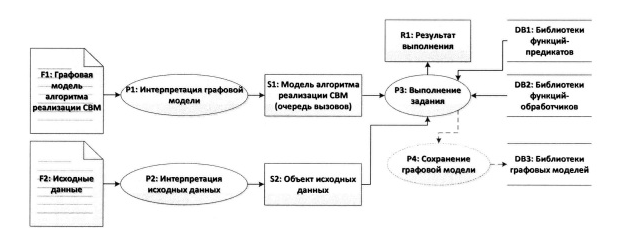 R1: Результат
выполнения
DB1: Библиотеки
функций-
предикатов
F1: Графовая
модель
алгоритма
реализации СВМ
P1: Интерпретация графовой
модели
S1: Модель алгоритма
реализации СВМ
(очередь вызовов)
P3: Выполнение
задания
DB2: Библиотеки
функций-
обработчиков
P4: Сохранение
графовой модели
DB3: Библиотеки
графовых моделей
F2: Исходные
данные
P2: Интерпретация
исходных данных
S2: Объект исходных
данных